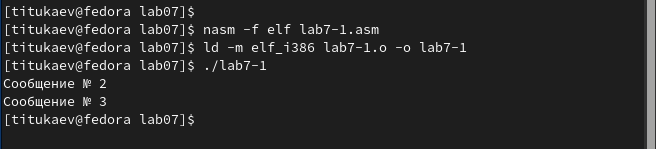 [titukaev@fedora lab07]$
[titukaev@fedora lab07]$ nasm -f elf lab7-1.asm
[titukaev@fedora lab07]$ ld -m elf_i386 lab7-1.o -o lab7-1
[titukaev@fedora lab07]$ ./lab7-1
Сообщение № 2
Сообщение № 3
[titukaev@fedora lab07]$